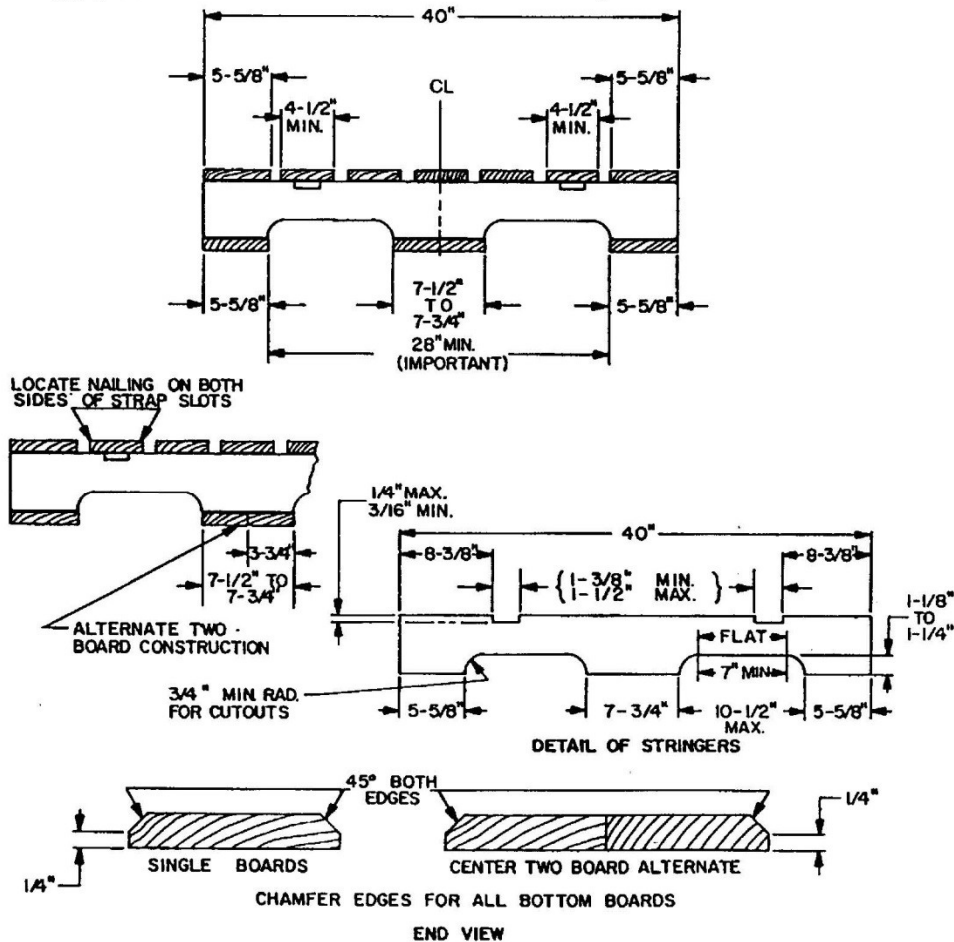 40"
5-5/8"
5-5/8"
CL
4-1/2"
MIN.
4-1/2"
MIN.
5-5/8"
7-1/2"
TO
7-3/4"
5-5/8"
28" MIN.
(IMPORTANT)
LOCATE NAILING ON BOTH
SIDES OF STRAP SLOTS
3-3/4"
7-1/2" TO
7-3/4"
ALTERNATE TWO -
BOARD CONSTRUCTION
1/4" MAX.
3/16" MIN.
40"
8-3/8"
8-3/8"
{ 1-3/8" MIN. }
{ 1-1/2" MAX. }
1-1/8"
TO
1-1/4"
FLAT
7" MIN
3/4" MIN. RAD.
FOR CUTOUTS
5-5/8"
7-3/4"
10-1/2"
MAX.
5-5/8"
DETAIL OF STRINGERS
45° BOTH
EDGES
1/4"
1/4"
SINGLE BOARDS
CENTER TWO BOARD ALTERNATE
CHAMFER EDGES FOR ALL BOTTOM BOARDS
END VIEW